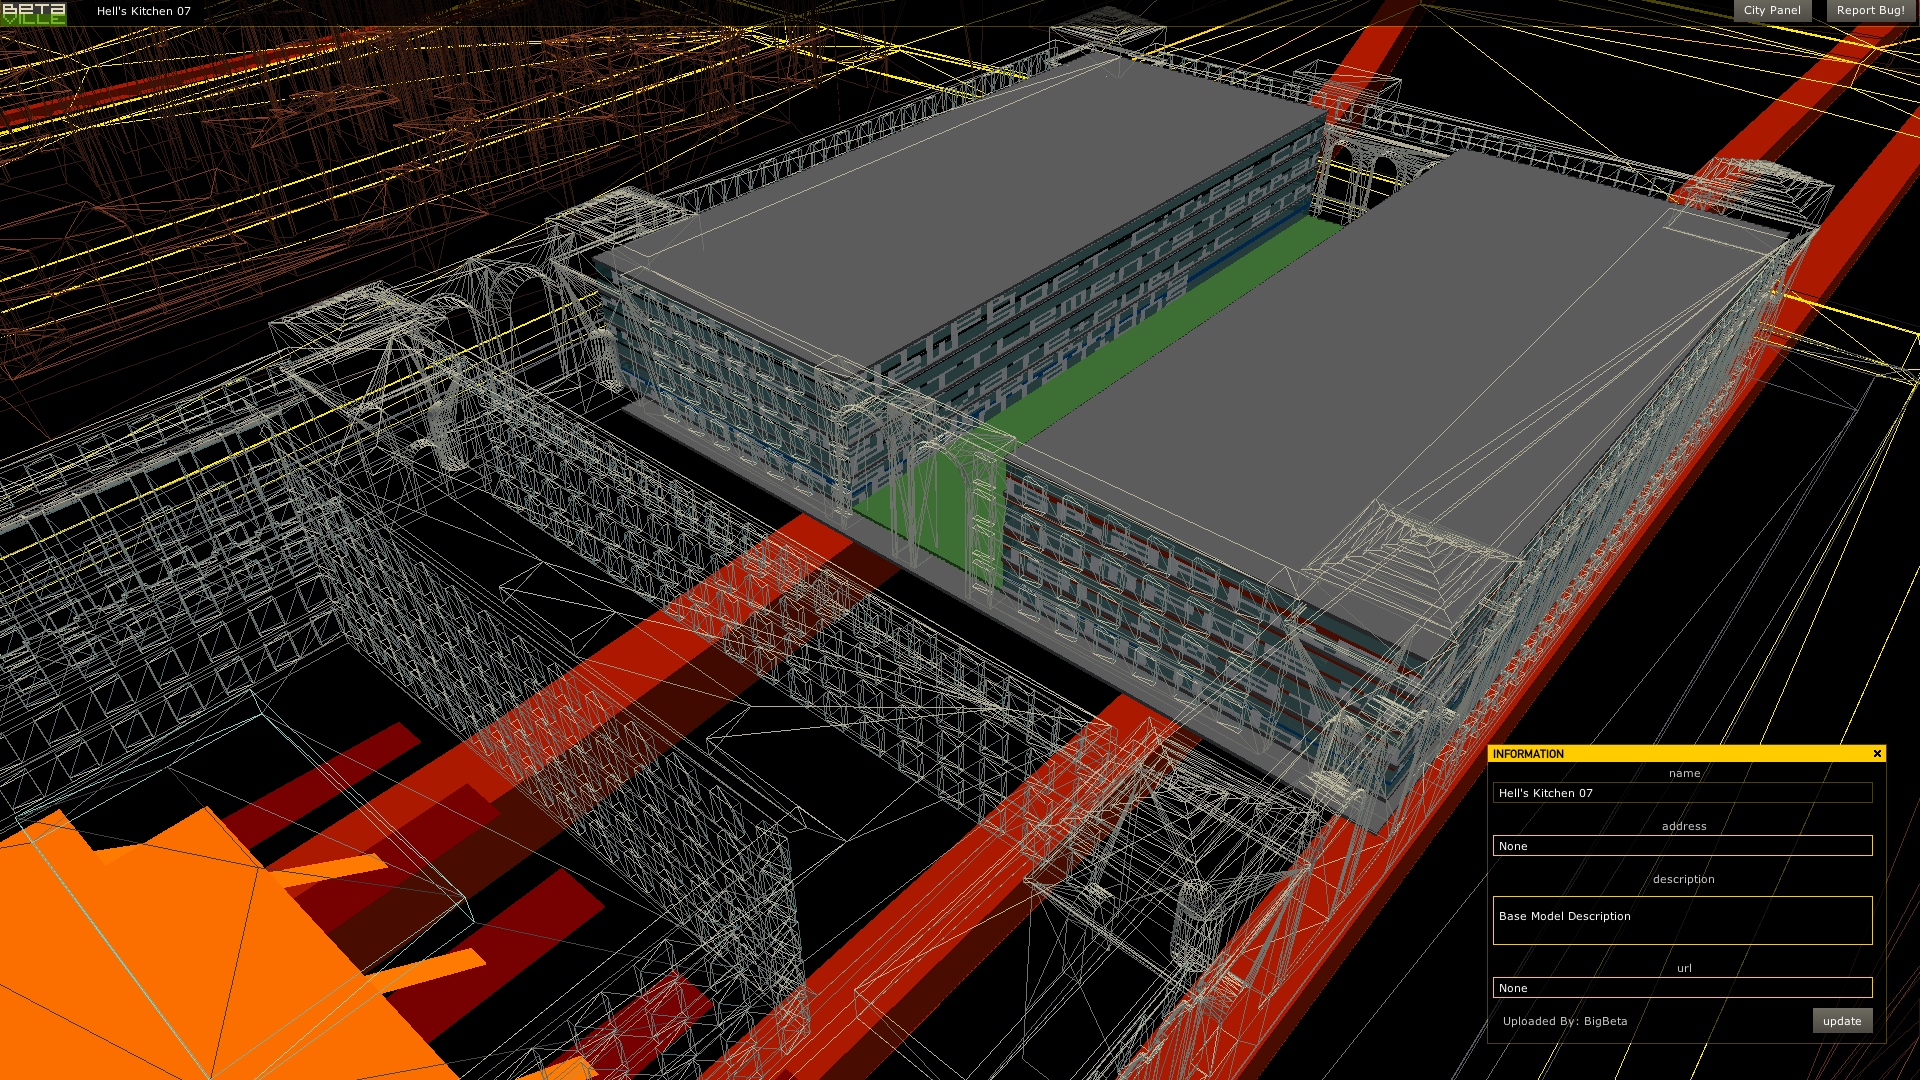 BETA
VILLE
Hell's Kitchen 07
City Panel
Report Bug!
INFORMATION
name
Hell's Kitchen 07
address
None
description
Base Model Description
url
None
Uploaded By: BigBeta
update